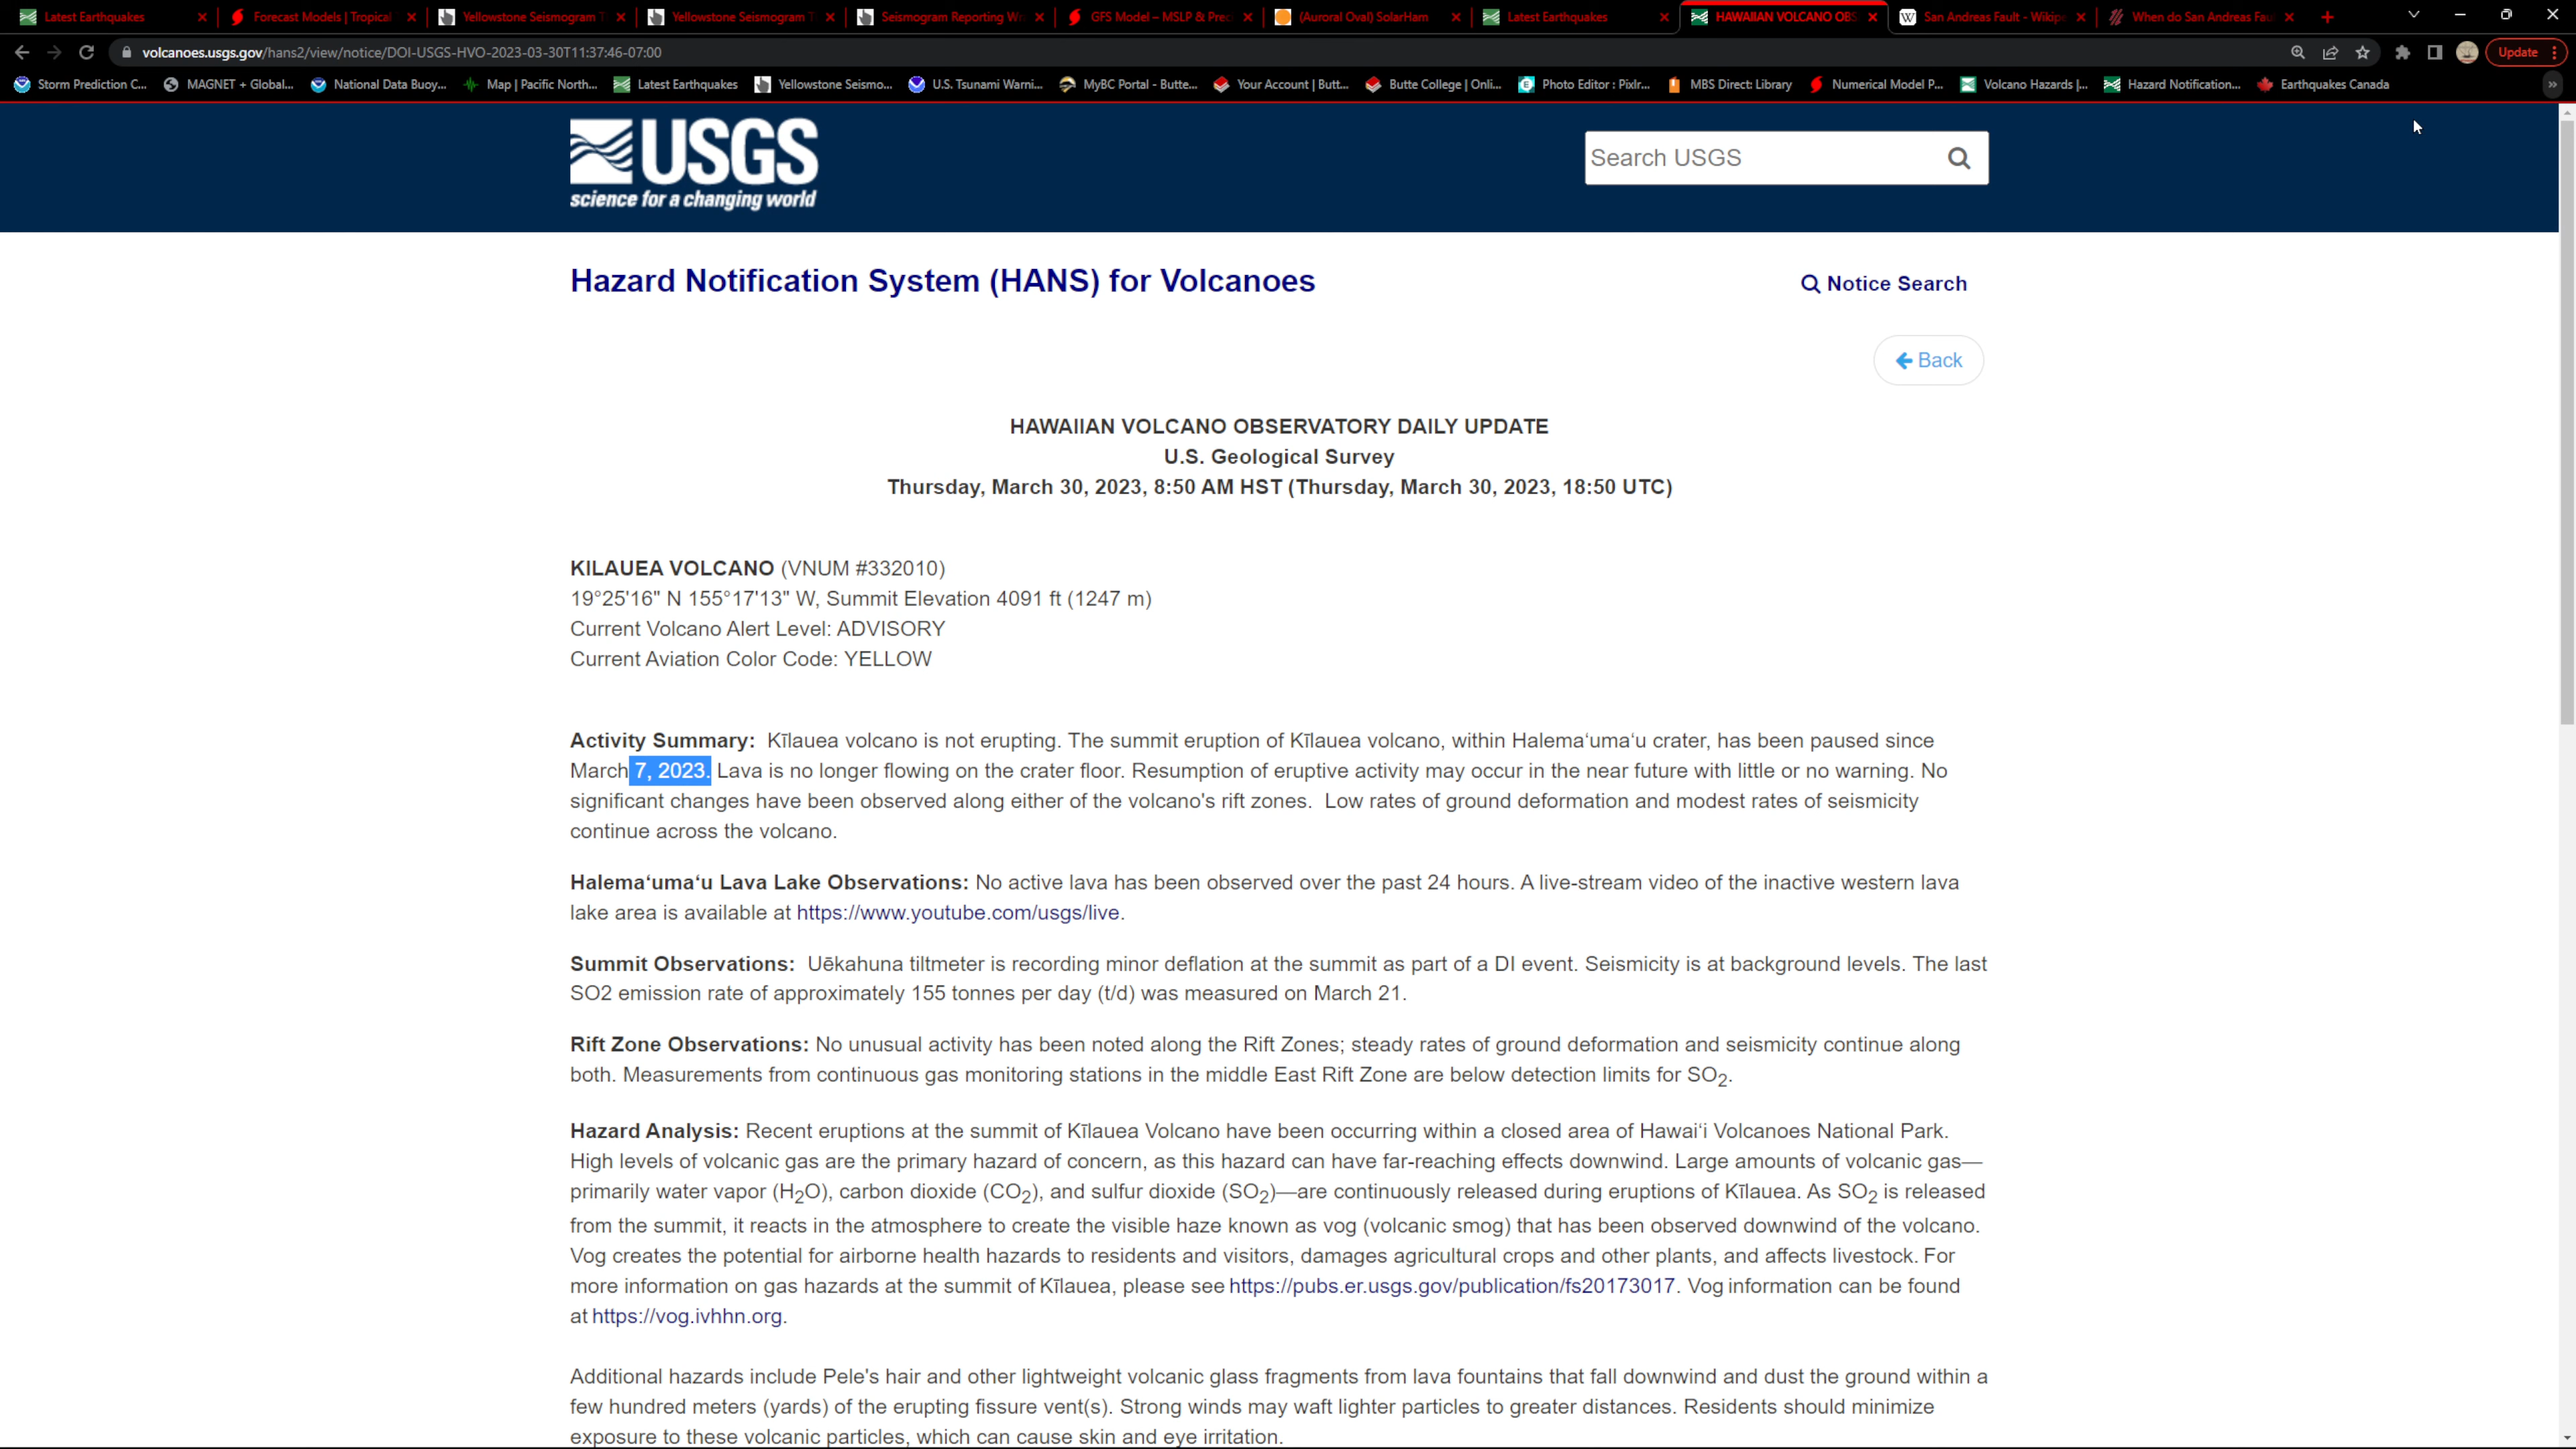 Latest Earthquakes
Forecast Models | Tropical
Yellowstone Seismogram T
Yellowstone Seismogram T
Seismogram Reporting W
GFS Model – MSLP & Prec
(Auroral Oval) SolarHam
Latest Earthquakes
HAWAIIAN VOLCANO OBS
San Andreas Fault - Wikip
When do San Andreas Fau
volcanoes.usgs.gov/hans2/view/notice/DOI-USGS-HVO-2023-03-30T11:37:46-07:00
Update
Storm Prediction C...
MAGNET + Global...
National Data Buoy...
Map | Pacific North...
Latest Earthquakes
Yellowstone Seismo...
U.S. Tsunami Warni...
MyBC Portal - Butte...
Your Account | Butt...
Butte College | Onli...
Photo Editor : Pixlr...
MBS Direct: Library
Numerical Model P...
Volcano Hazards |...
Hazard Notification...
Earthquakes Canada
USGS
science for a changing world
Search USGS
Hazard Notification System (HANS) for Volcanoes
Notice Search
Back
HAWAIIAN VOLCANO OBSERVATORY DAILY UPDATE
U.S. Geological Survey
Thursday, March 30, 2023, 8:50 AM HST (Thursday, March 30, 2023, 18:50 UTC)
KILAUEA VOLCANO (VNUM #332010)
19°25'16" N 155°17'13" W, Summit Elevation 4091 ft (1247 m)
Current Volcano Alert Level: ADVISORY
Current Aviation Color Code: YELLOW
Activity Summary: Kīlauea volcano is not erupting. The summit eruption of Kīlauea volcano, within Halemaʻumaʻu crater, has been paused since
March 7, 2023. Lava is no longer flowing on the crater floor. Resumption of eruptive activity may occur in the near future with little or no warning. No
significant changes have been observed along either of the volcano's rift zones. Low rates of ground deformation and modest rates of seismicity
continue across the volcano.
Halemaʻumaʻu Lava Lake Observations: No active lava has been observed over the past 24 hours. A live-stream video of the inactive western lava
lake area is available at https://www.youtube.com/usgs/live.
Summit Observations: Uēkahuna tiltmeter is recording minor deflation at the summit as part of a DI event. Seismicity is at background levels. The last
SO2 emission rate of approximately 155 tonnes per day (t/d) was measured on March 21.
Rift Zone Observations: No unusual activity has been noted along the Rift Zones; steady rates of ground deformation and seismicity continue along
both. Measurements from continuous gas monitoring stations in the middle East Rift Zone are below detection limits for SO2.
Hazard Analysis: Recent eruptions at the summit of Kīlauea Volcano have been occurring within a closed area of Hawaiʻi Volcanoes National Park.
High levels of volcanic gas are the primary hazard of concern, as this hazard can have far-reaching effects downwind. Large amounts of volcanic gas—
primarily water vapor (H2O), carbon dioxide (CO2), and sulfur dioxide (SO2)—are continuously released during eruptions of Kīlauea. As SO2 is released
from the summit, it reacts in the atmosphere to create the visible haze known as vog (volcanic smog) that has been observed downwind of the volcano.
Vog creates the potential for airborne health hazards to residents and visitors, damages agricultural crops and other plants, and affects livestock. For
more information on gas hazards at the summit of Kīlauea, please see https://pubs.er.usgs.gov/publication/fs20173017. Vog information can be found
at https://vog.ivhhn.org.
Additional hazards include Pele's hair and other lightweight volcanic glass fragments from lava fountains that fall downwind and dust the ground within a
few hundred meters (yards) of the erupting fissure vent(s). Strong winds may waft lighter particles to greater distances. Residents should minimize
exposure to these volcanic particles, which can cause skin and eye irritation.